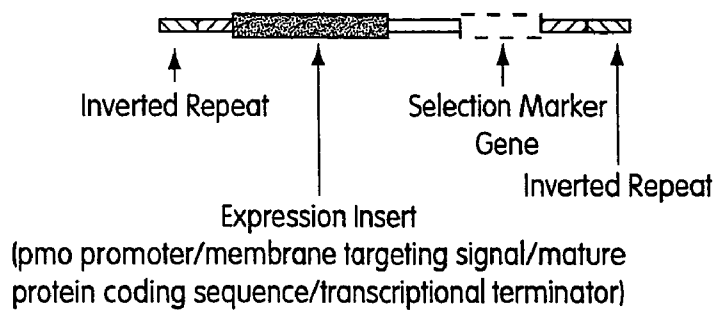 Inverted Repeat
Selection Marker
Gene
Inverted Repeat
Expression Insert
(pmo promoter/membrane targeting signal/mature
protein coding sequence/transcriptional terminator)